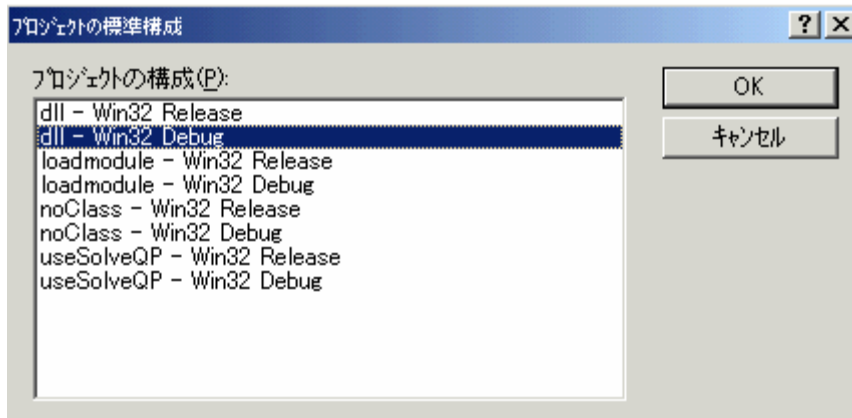 ﾌﾟﾛｼﾞｪｸﾄの標準構成
ﾌﾟﾛｼﾞｪｸﾄの構成(P):
dll - Win32 Release
dll - Win32 Debug
loadmodule - Win32 Release
loadmodule - Win32 Debug
noClass - Win32 Release
noClass - Win32 Debug
useSolveQP - Win32 Release
useSolveQP - Win32 Debug
OK
ｷｬﾝｾﾙ